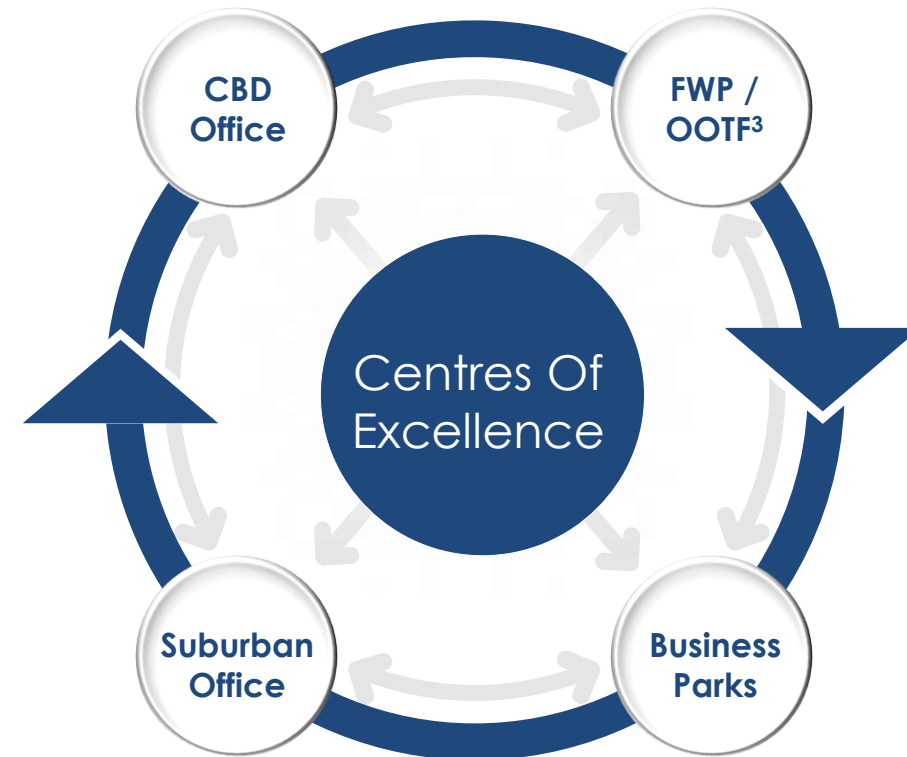 CBD
Office
FWP /
OOTF³
Centres Of
Excellence
Suburban
Office
Business
Parks